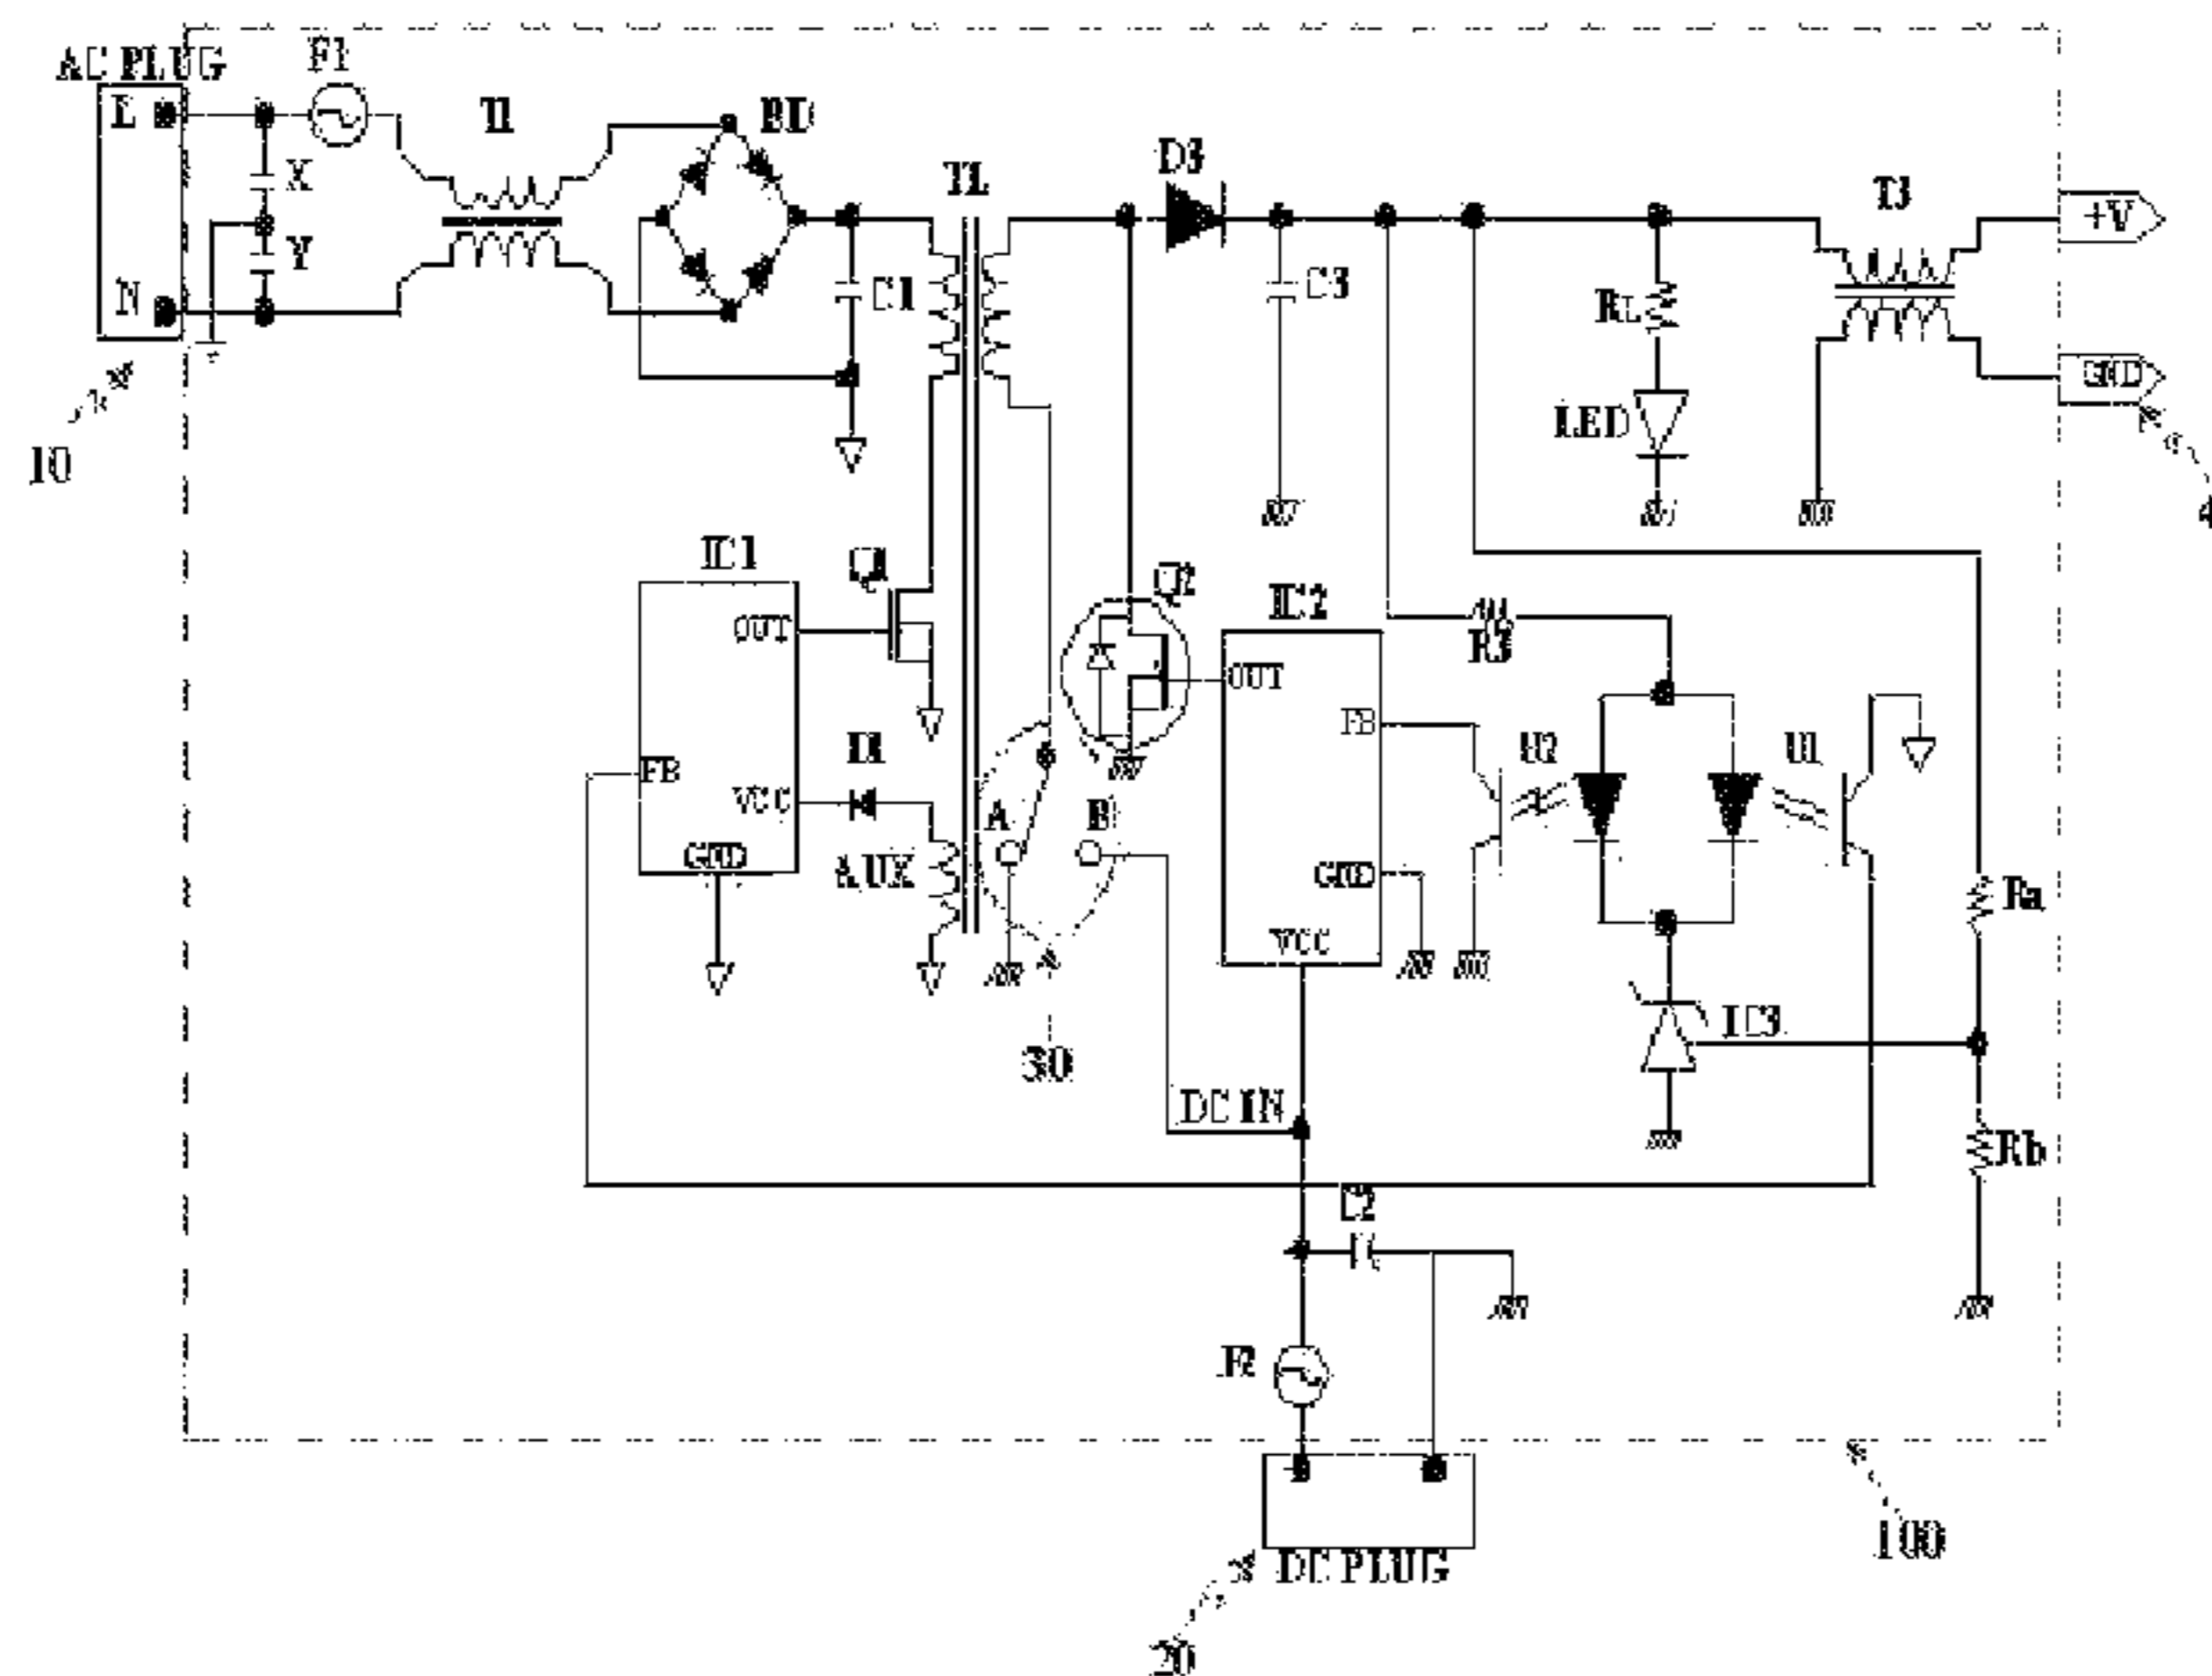 AC PLUG
F1
L
T1
BD
D3
T3
X
+V
Y
C1
C3
RL
N
GND
LED
10
4
IC1
Q1
Q2
IC2
OUT
R3
OUT
FB
U2
U1
D1
FB
VCC
A
B
GND
AUX
GND
Ra
VCC
IC3
30
DC IN
Rb
C2
F2
DC PLUG
100
20